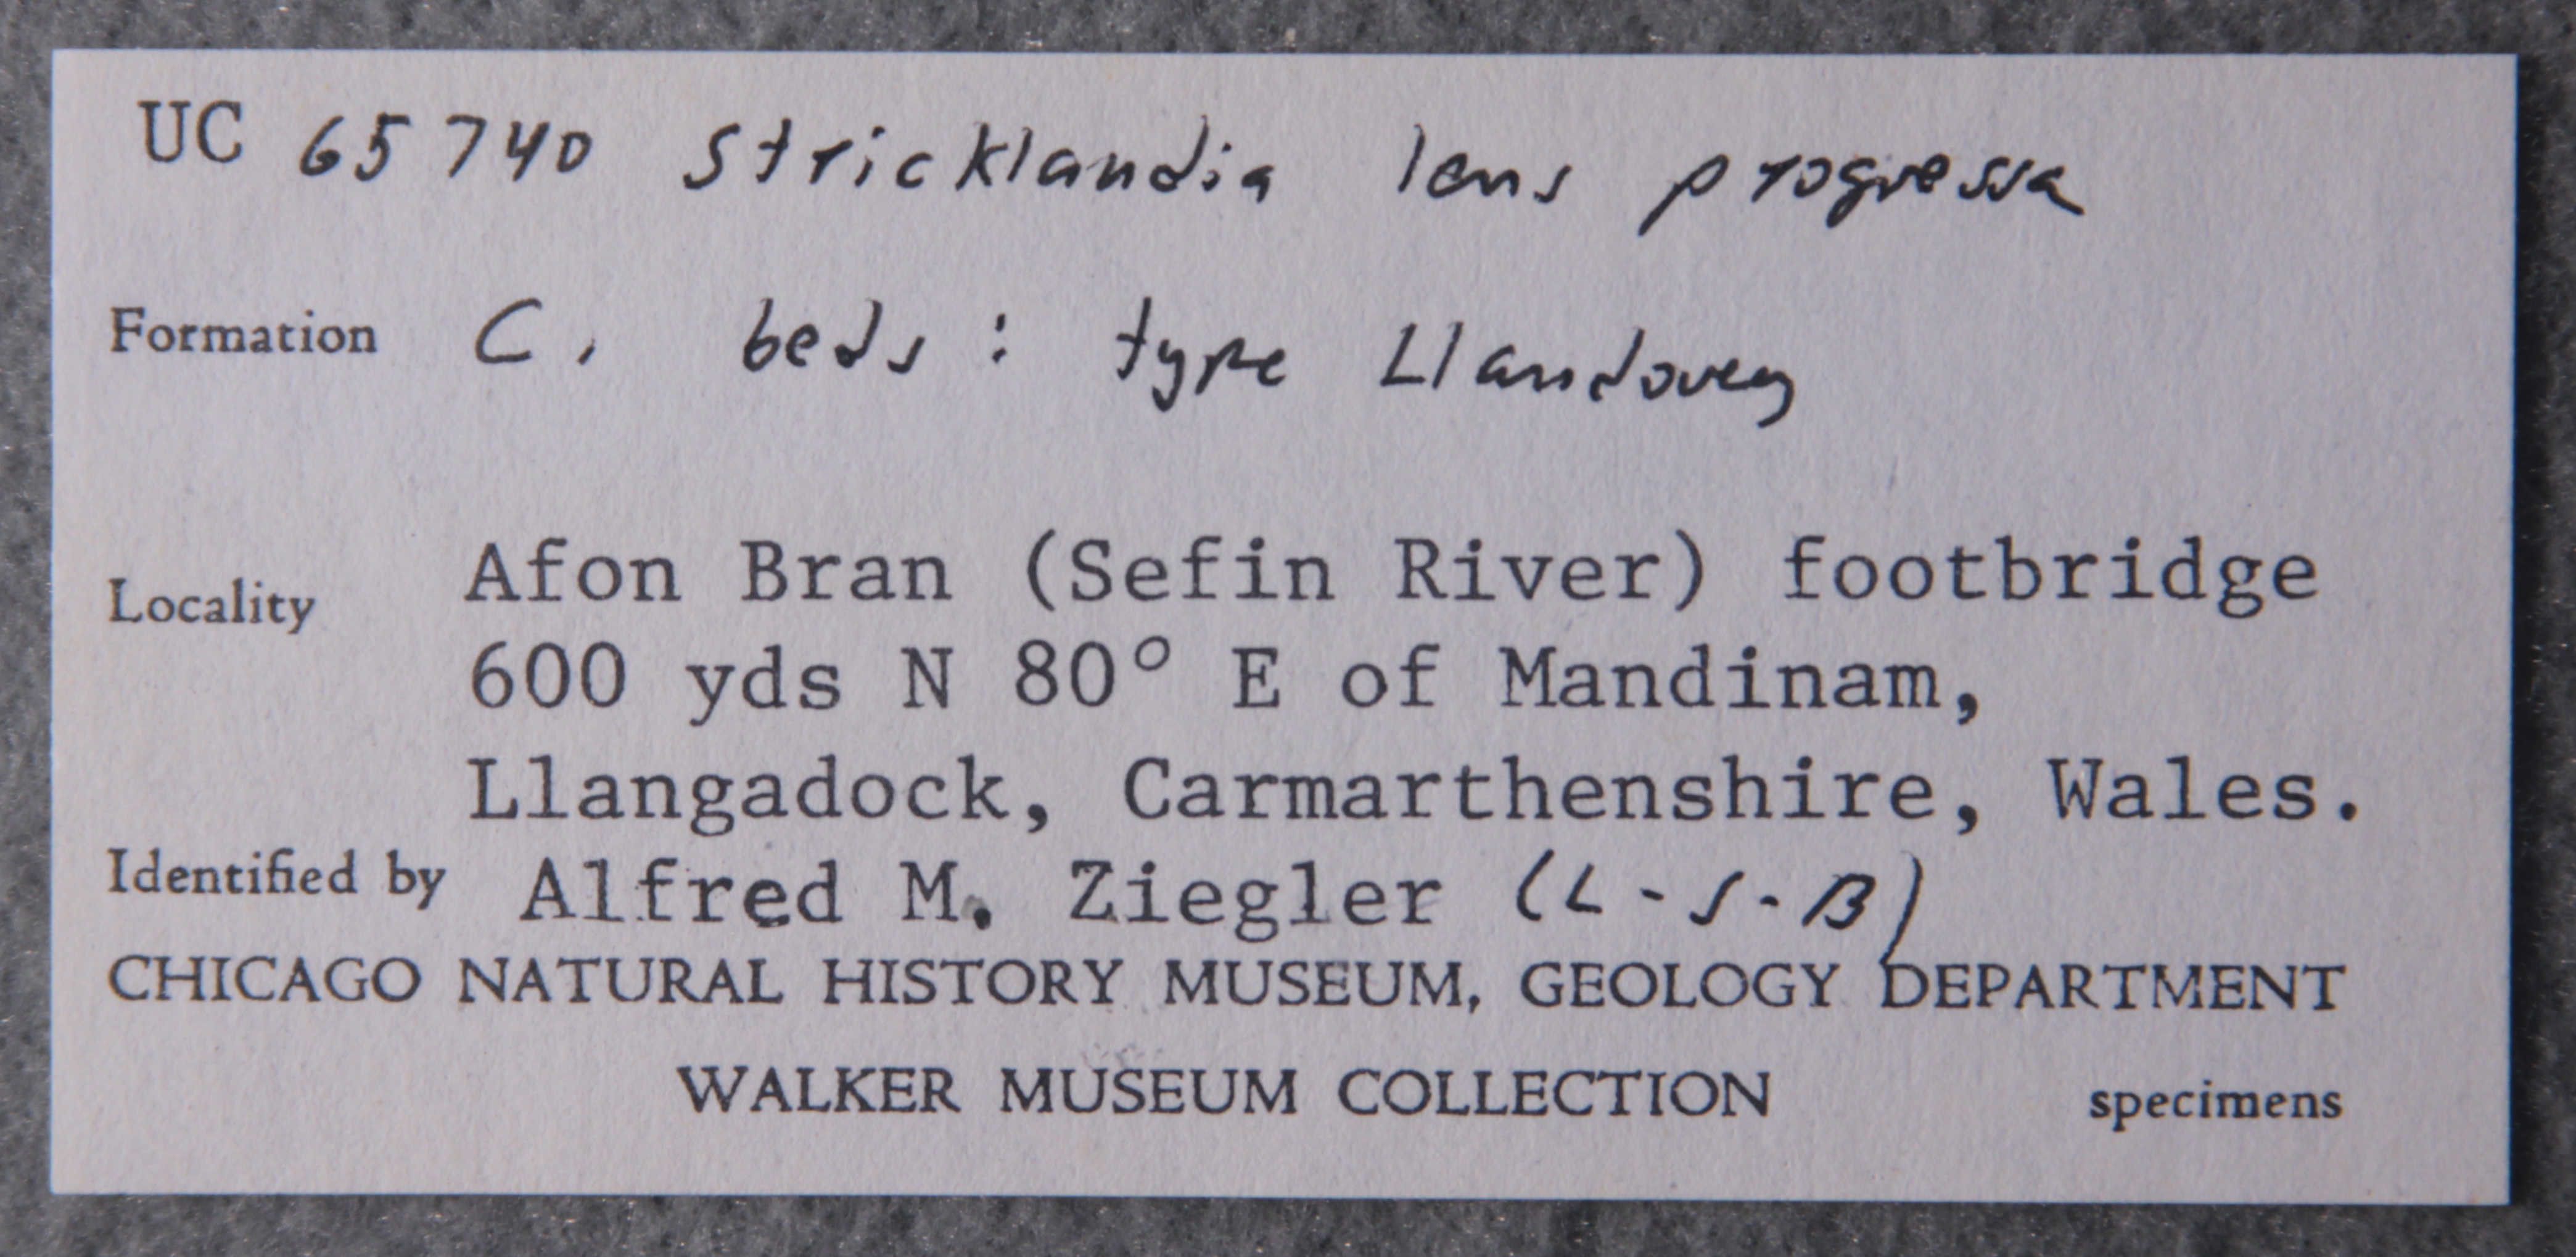 UC 65740 Stricklandia lens progressa
Formation C₁ beds : type Llandovery
Locality Afon Bran (Sefin River) footbridge
600 yds N 80° E of Mandinam,
Llangadock, Carmarthenshire, Wales.
Identified by Alfred M. Ziegler (L-S-B)
CHICAGO NATURAL HISTORY MUSEUM, GEOLOGY DEPARTMENT
WALKER MUSEUM COLLECTION specimens